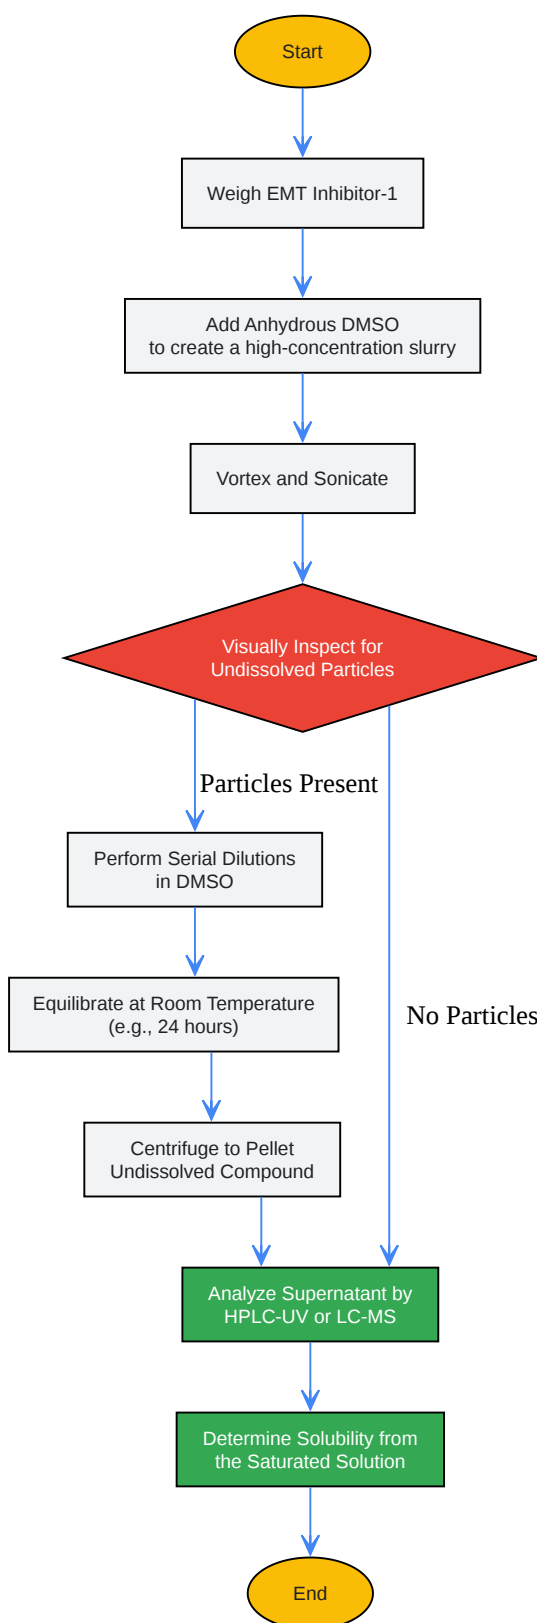 Start
Weigh EMT Inhibitor-1
Add Anhydrous DMSO
to create a high-concentration slurry
Vortex and Sonicate
Visually Inspect for
Undissolved Particles
Particles Present
Perform Serial Dilutions
in DMSO
Equilibrate at Room Temperature
(e.g., 24 hours)
No Particles
Centrifuge to Pellet
Undissolved Compound
Analyze Supernatant by
HPLC-UV or LC-MS
Determine Solubility from
the Saturated Solution
End